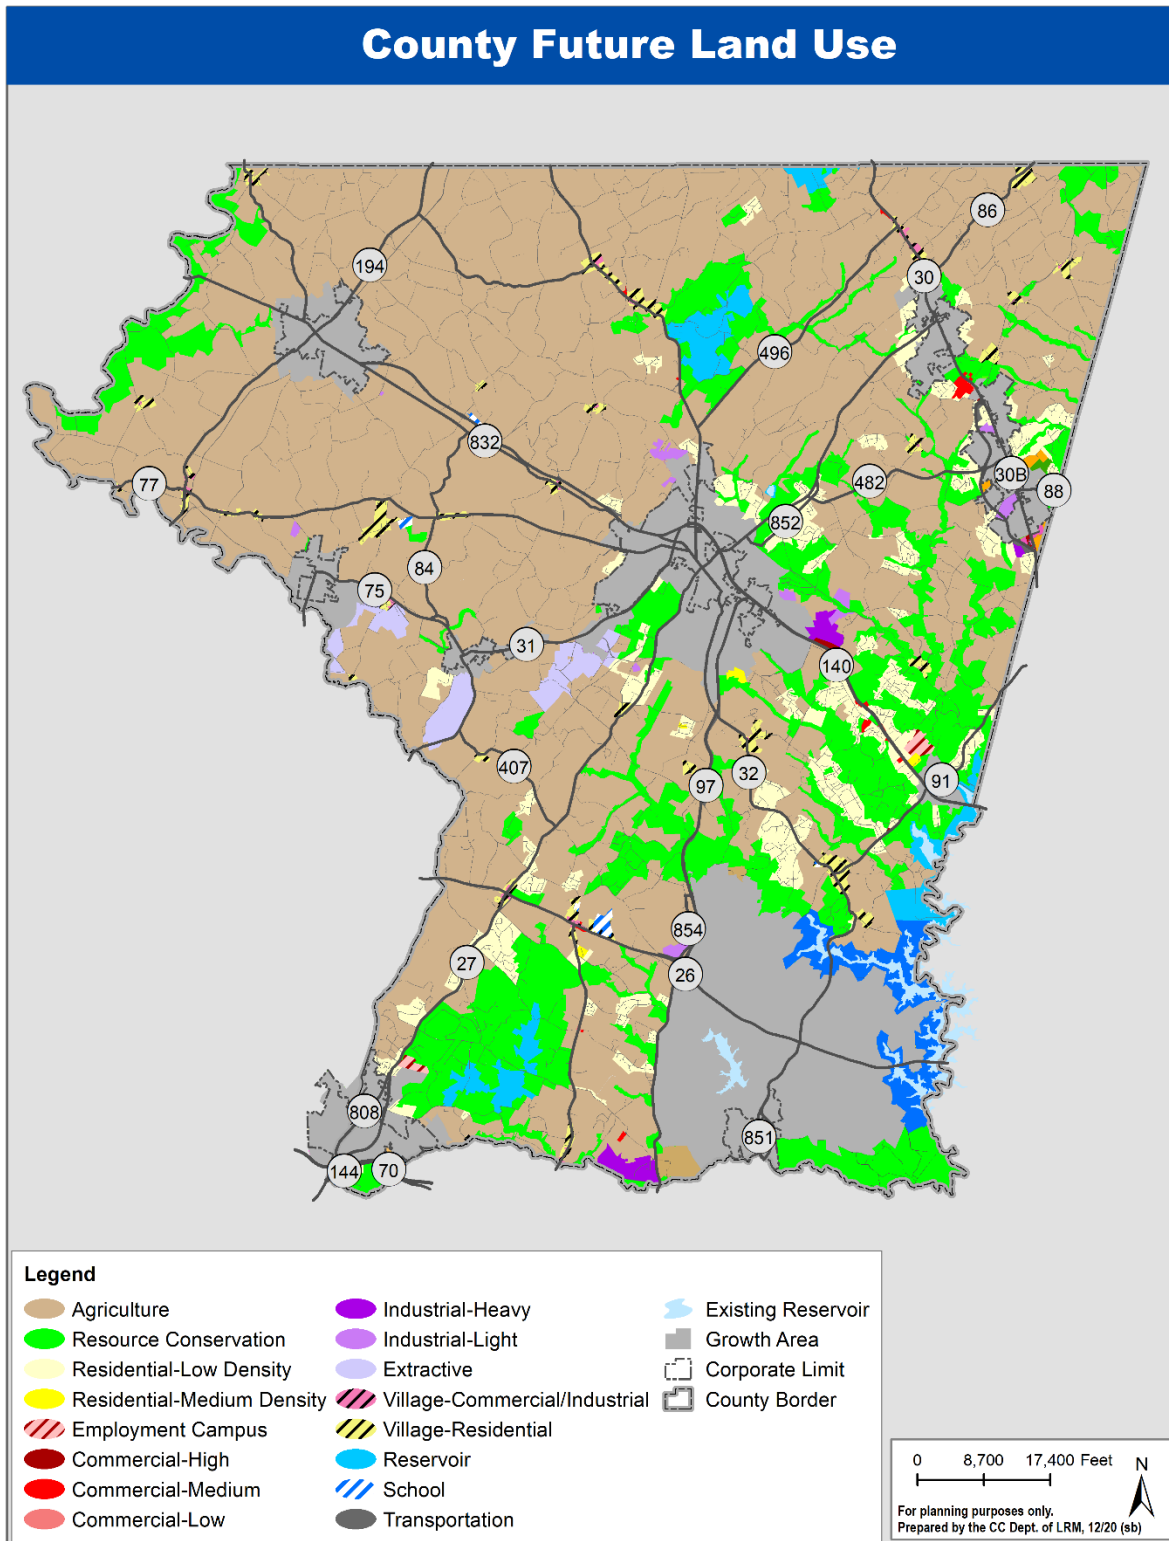 County Future Land Use
194
86
30
496
832
77
482
30B
88
852
84
75
31
140
407
97
32
91
854
27
26
808
851
144
70
Legend
Agriculture
Resource Conservation
Residential-Low Density
Residential-Medium Density
Employment Campus
Commercial-High
Commercial-Medium
Commercial-Low
Industrial-Heavy
Industrial-Light
Extractive
Village-Commercial/Industrial
Village-Residential
Reservoir
School
Transportation
Existing Reservoir
Growth Area
Corporate Limit
County Border
0 8,700 17,400 Feet
N
For planning purposes only.
Prepared by the CC Dept. of LRM, 12/20 (sb)